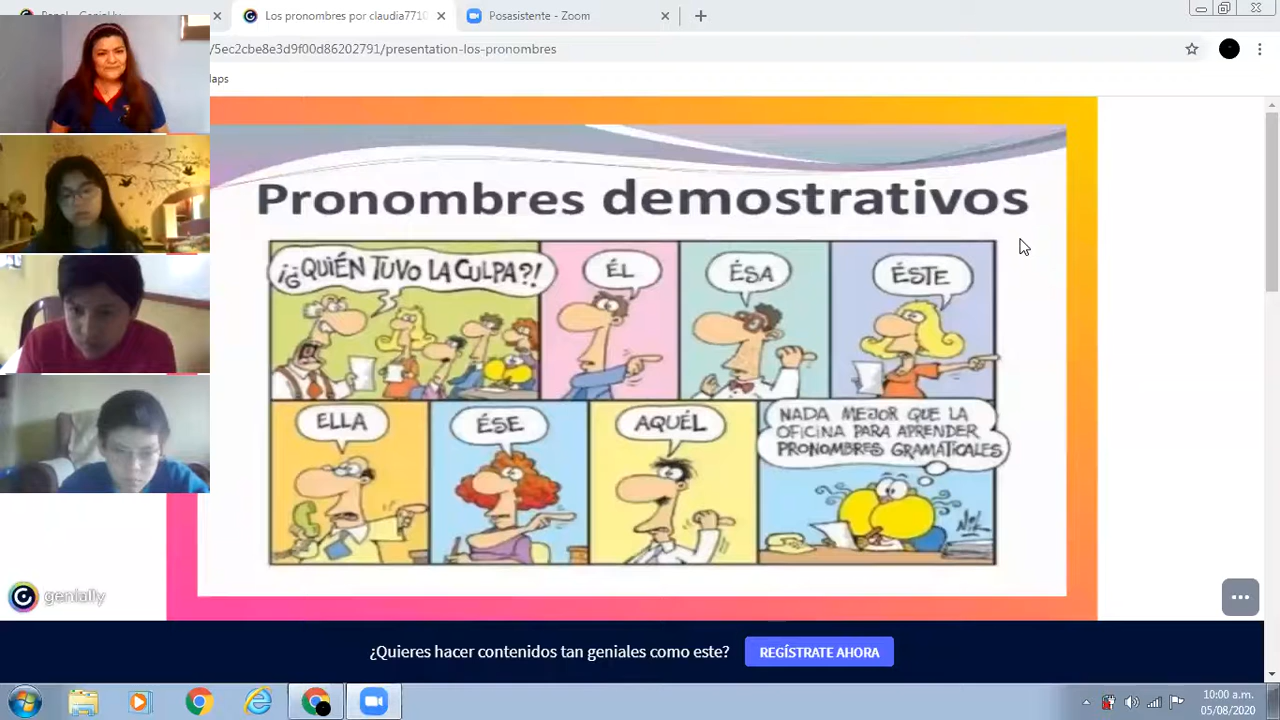 Los pronombres por claudia7710
Posasistente - Zoom
/5ec2cbe8e3d9f00d86202791/presentation-los-pronombres
laps
Pronombres demostrativos
¡¿QUIÉN TUVO LA CULPA?!
ÉL
ÉSA
ÉSTE
ELLA
ÉSE
AQUÉL
NADA MEJOR QUE LA
OFICINA PARA APRENDER
PRONOMBRES GRAMATICALES
NIK
genially
¿Quieres hacer contenidos tan geniales como este?
REGÍSTRATE AHORA
10:00 a.m.
05/08/2020